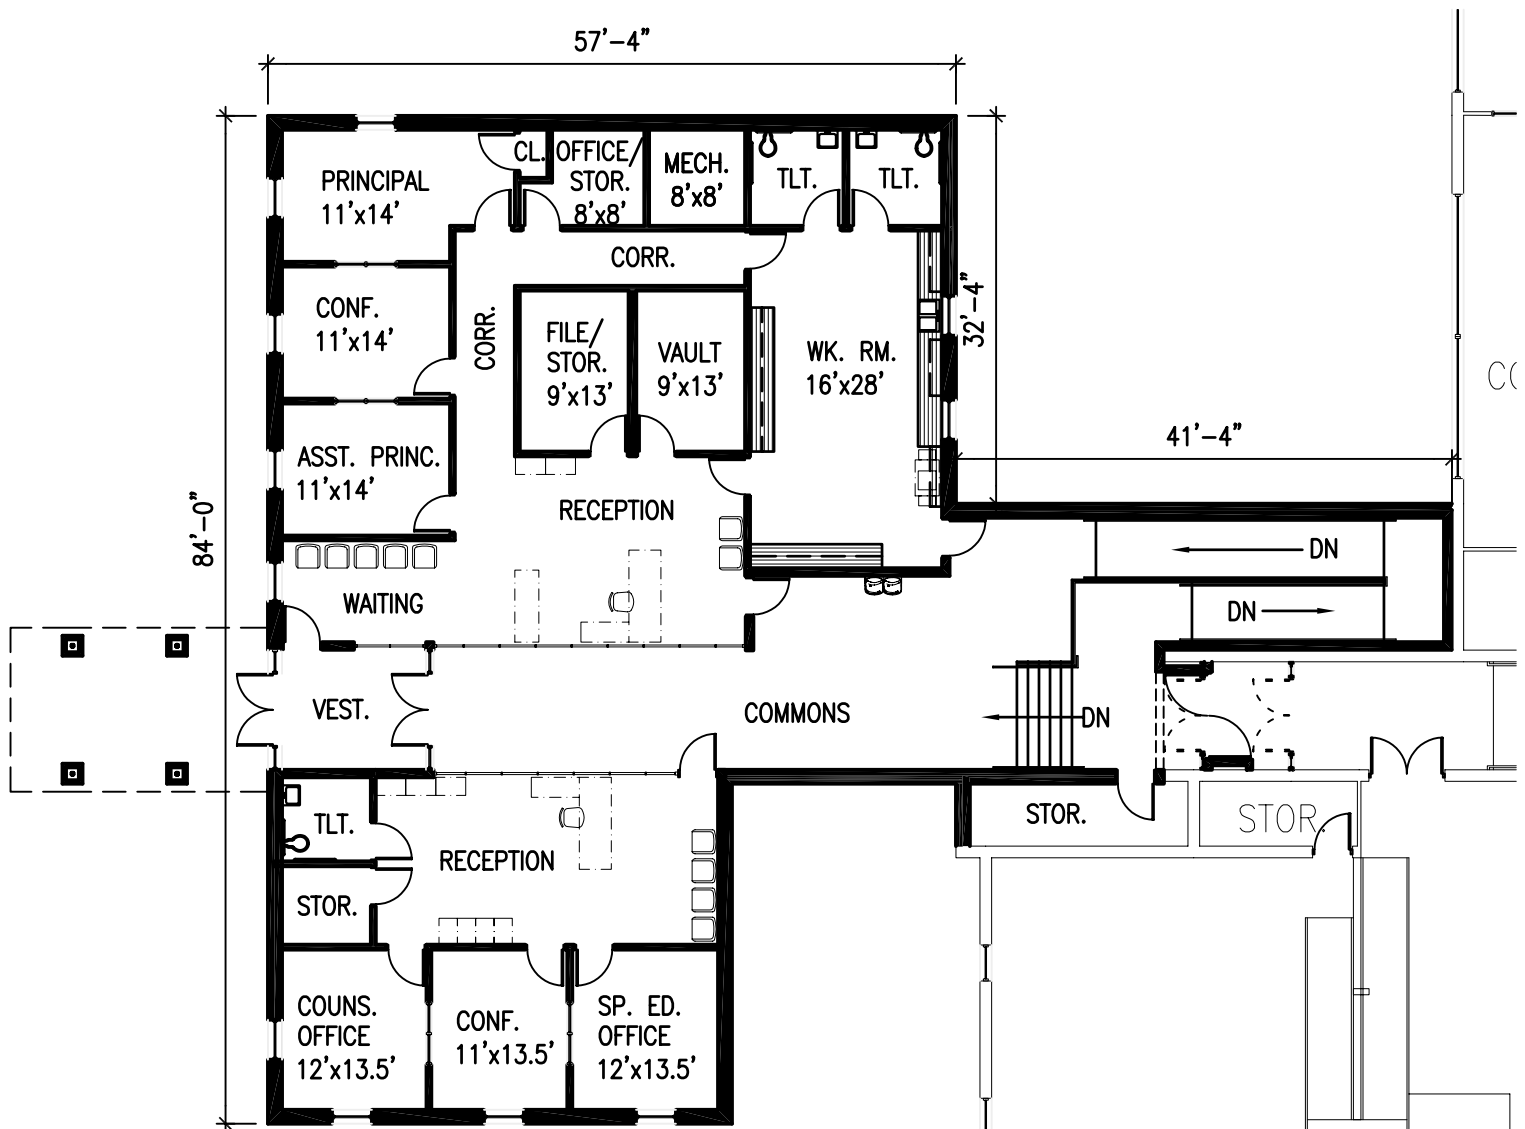 57'-4"
CL.
OFFICE/
STOR.
8'x8'
MECH.
8'x8'
TLT.
TLT.
PRINCIPAL
11'x14'
CORR.
CONF.
11'x14'
CORR.
FILE/
STOR.
9'x13'
VAULT
9'x13'
WK. RM.
16'x28'
32'-4"
CO
41'-4"
ASST. PRINC.
11'x14'
RECEPTION
84'-0"
DN
WAITING
DN
VEST.
COMMONS
DN
TLT.
STOR.
STOR.
RECEPTION
STOR.
COUNS.
OFFICE
12'x13.5'
CONF.
11'x13.5'
SP. ED.
OFFICE
12'x13.5'